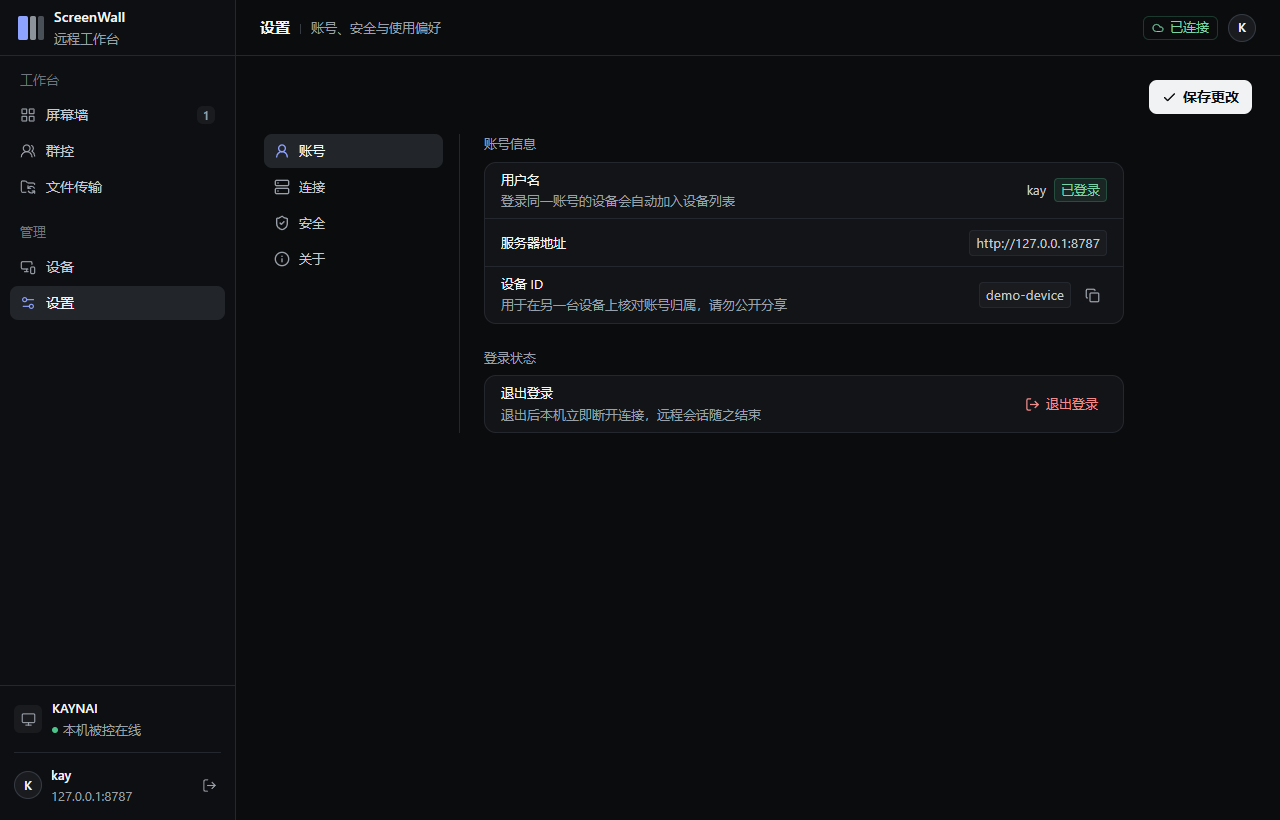 ScreenWall
远程工作台
设置
账号、安全与使用偏好
已连接
K
工作台
屏幕墙
1
群控
文件传输
管理
设备
设置
保存更改
账号
连接
安全
关于
账号信息
用户名
登录同一账号的设备会自动加入设备列表
kay
已登录
服务器地址
http://127.0.0.1:8787
设备 ID
用于在另一台设备上核对账号归属，请勿公开分享
demo-device
登录状态
退出登录
退出后本机立即断开连接，远程会话随之结束
退出登录
KAYNAI
本机被控在线
K
kay
127.0.0.1:8787